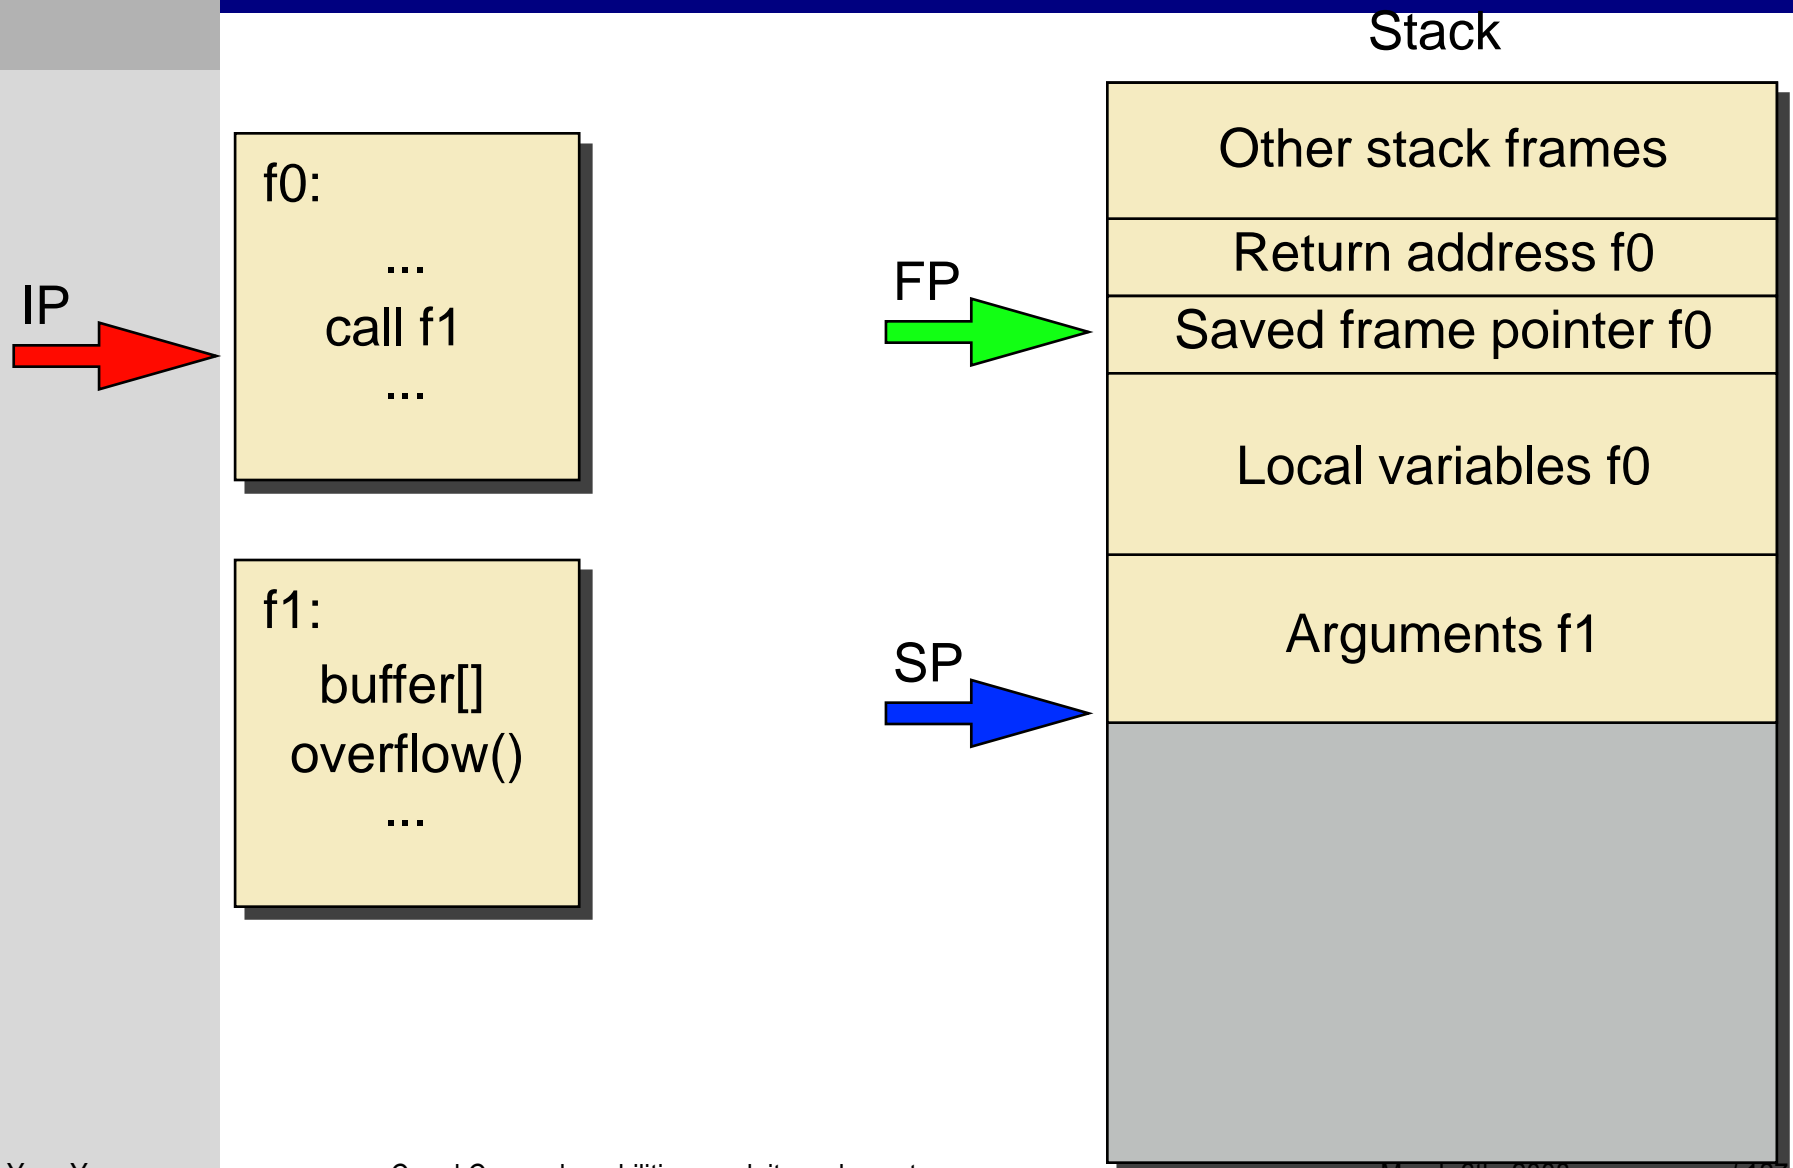 Stack
f0:
...
call f1
...
IP
f1:
buffer[]
overflow()
...
FP
SP
Other stack frames
Return address f0
Saved frame pointer f0
Local variables f0
Arguments f1